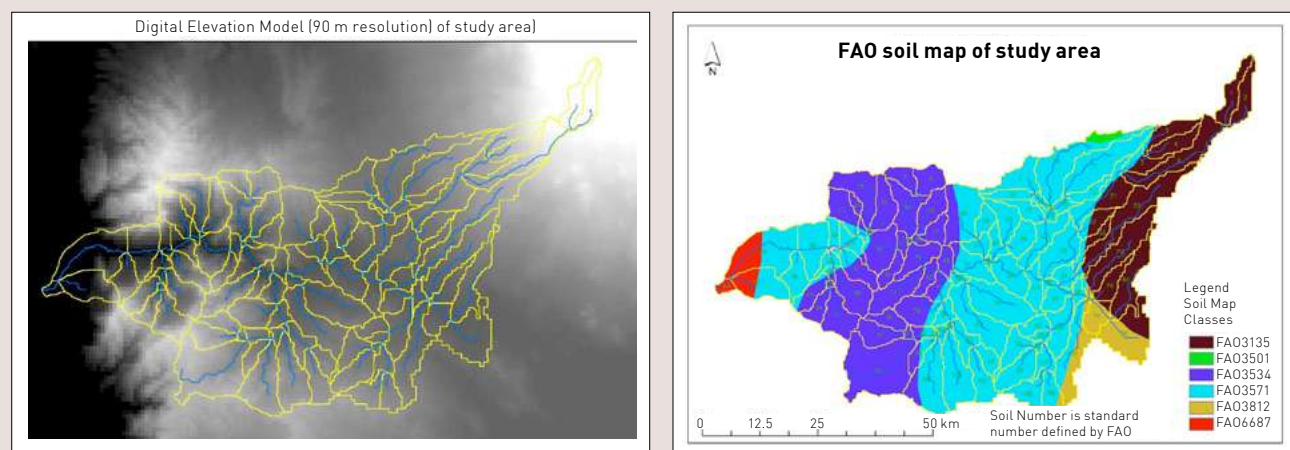 Digital Elevation Model (90 m resolution) of study area)
FAO soil map of study area
N
Legend
Soil Map
Classes
FAO3135
FAO3501
FAO3534
FAO3571
FAO3812
FAO6687
0 12.5 25 50 km
Soil Number is standard
number defined by FAO